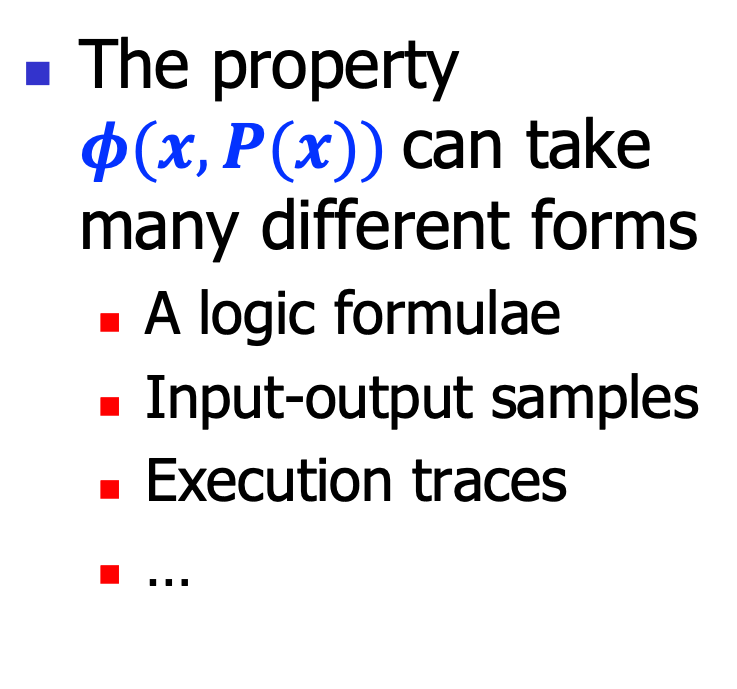 The property
ϕ(x, P(x)) can take
many different forms
A logic formulae
Input-output samples
Execution traces
...